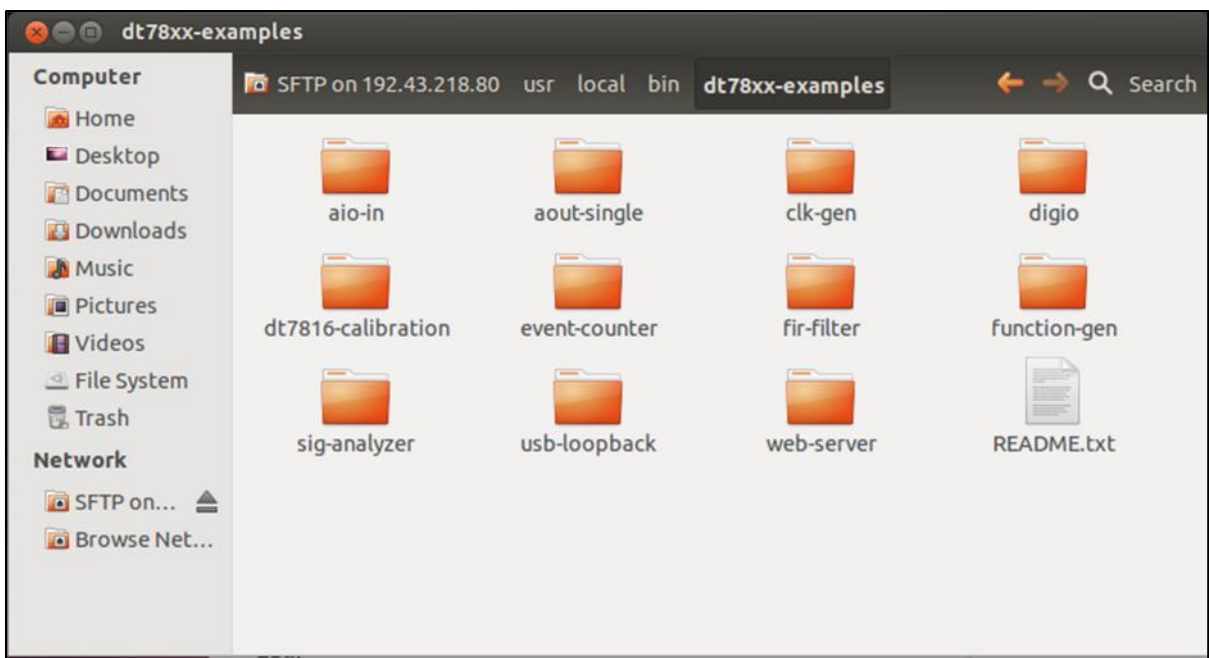 dt78xx-examples
Computer
Home
Desktop
Documents
Downloads
Music
Pictures
Videos
File System
Trash
Network
SFTP on...
Browse Net...
SFTP on 192.43.218.80 usr local bin dt78xx-examples Search
aio-in aout-single clk-gen digio
dt7816-calibration event-counter fir-filter function-gen
sig-analyzer usb-loopback web-server README.txt